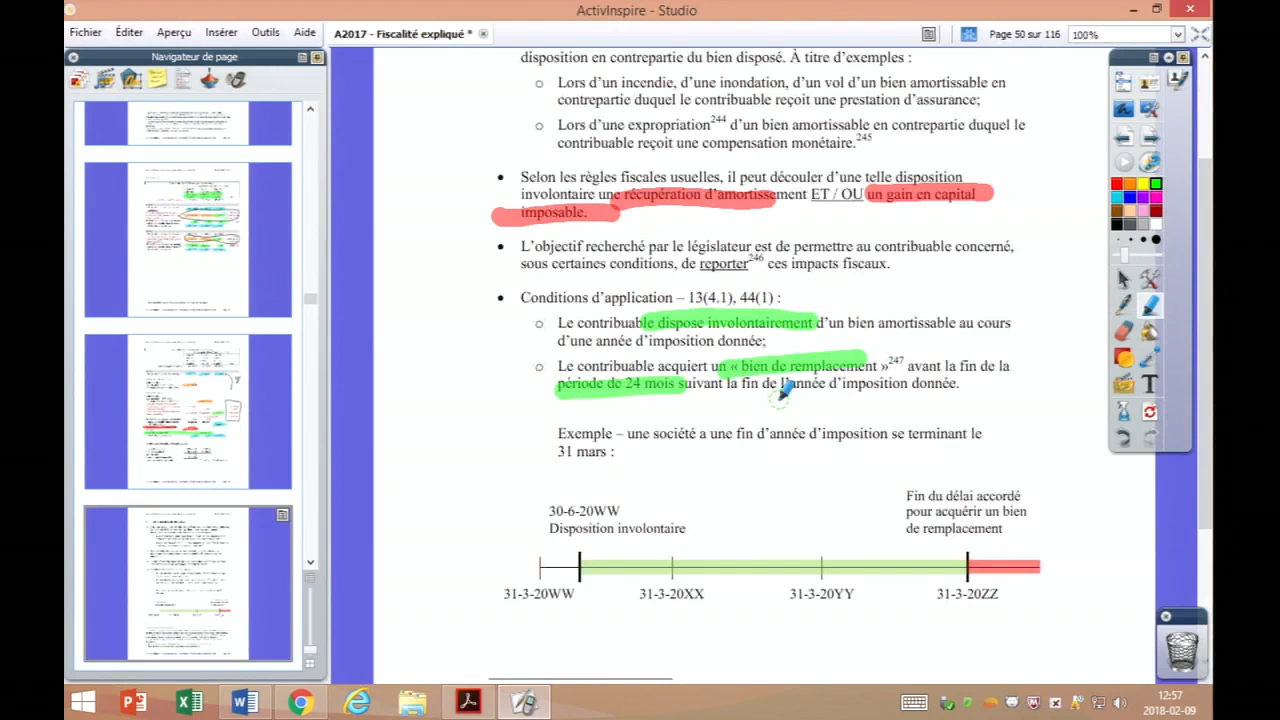 ActivInspire - Studio
Fichier Éditer Aperçu Insérer Outils Aide
A2017 - Fiscalité expliqué *
Page 50 sur 116
100%
Navigateur de page
disposition en contrepartie du bien disposé. À titre d'exemples :
o Lors d'un incendie, d'une inondation, d'un vol d'un bien amortissable en
contrepartie duquel le contribuable reçoit une prestation d'assurance;
o Lors d'une expropriation244 d'un bien amortissable en contrepartie duquel le
contribuable reçoit une compensation monétaire.245
• Selon les règles fiscales usuelles, il peut découler d'une telle disposition
involontaire une récupération d'amortissement ET / OU un gain en capital
imposable.
• L'objectif recherché par le législateur est de permettre au contribuable concerné,
sous certaines conditions, de reporter246 ces impacts fiscaux.
• Conditions d'application – 13(4.1), 44(1) :
o Le contribuable dispose involontairement d'un bien amortissable au cours
d'une année d'imposition donnée;
o Le contribuable acquiert un « bien de remplacement »247 avant la fin de la
période de 24 mois suivant la fin de l'année d'imposition donnée.
Exemple – une société a une fin d'année d'imposition se terminant le
31 mars :
30-6-20WW
Disposition involontaire
Fin du délai accordé
pour acquérir un bien
remplacement
31-3-20WW 31-3-20XX 31-3-20YY 31-3-20ZZ
12:57
2018-02-09